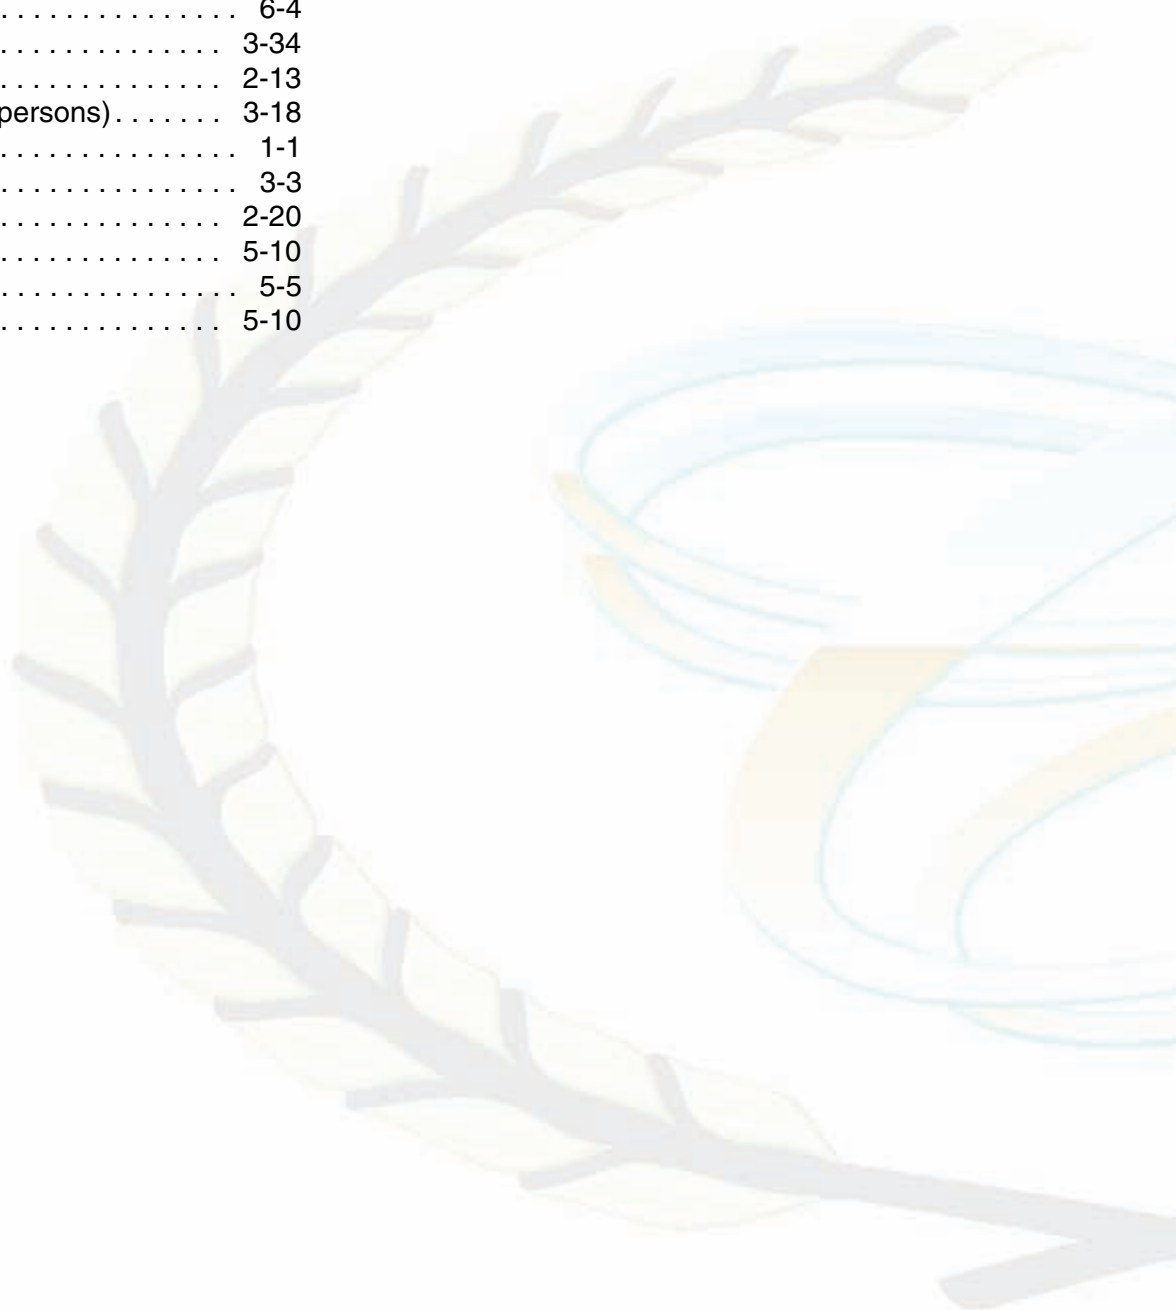 . . . . . . . . . . . . . . . 6-4
. . . . . . . . . . . . . . 3-34
. . . . . . . . . . . . . . 2-13
persons) . . . . . . . 3-18
. . . . . . . . . . . . . . . 1-1
. . . . . . . . . . . . . . . 3-3
. . . . . . . . . . . . . . 2-20
. . . . . . . . . . . . . . 5-10
. . . . . . . . . . . . . . . 5-5
. . . . . . . . . . . . . . 5-10